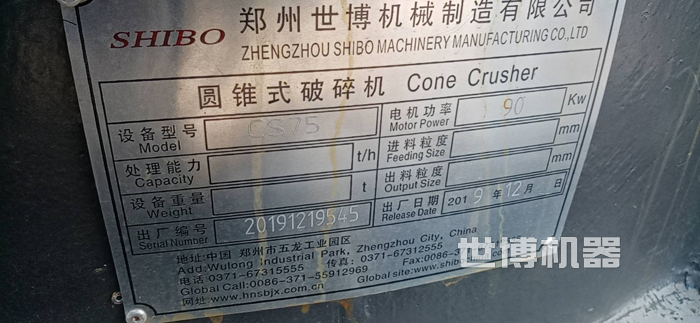 SHIBO 郑州世博机械制造有限公司
ZHENGZHOU SHIBO MACHINERY MANUFACTURING CO.,LTD
圆锥式破碎机 Cone Crusher
设备型号 CS75 电机功率 90 Kw
Model Motor Power
处理能力 t/h 进料粒度 mm
Capacity Feeding Size
设备重量 t 出料粒度 mm
Weight Output Size
出厂编号 20191219545 出厂日期 2019年12月 日
Serial Number Release Date
地址:中国 郑州市五龙工业园区
Add:Wulong Industrial Park, Zhengzhou City, China
电话:0371-67315555 传真:0371-67312555
Global Call:0086-371-55912969 Global site:www.shib
网址:www.hnsbjx.com.cn
世博机器